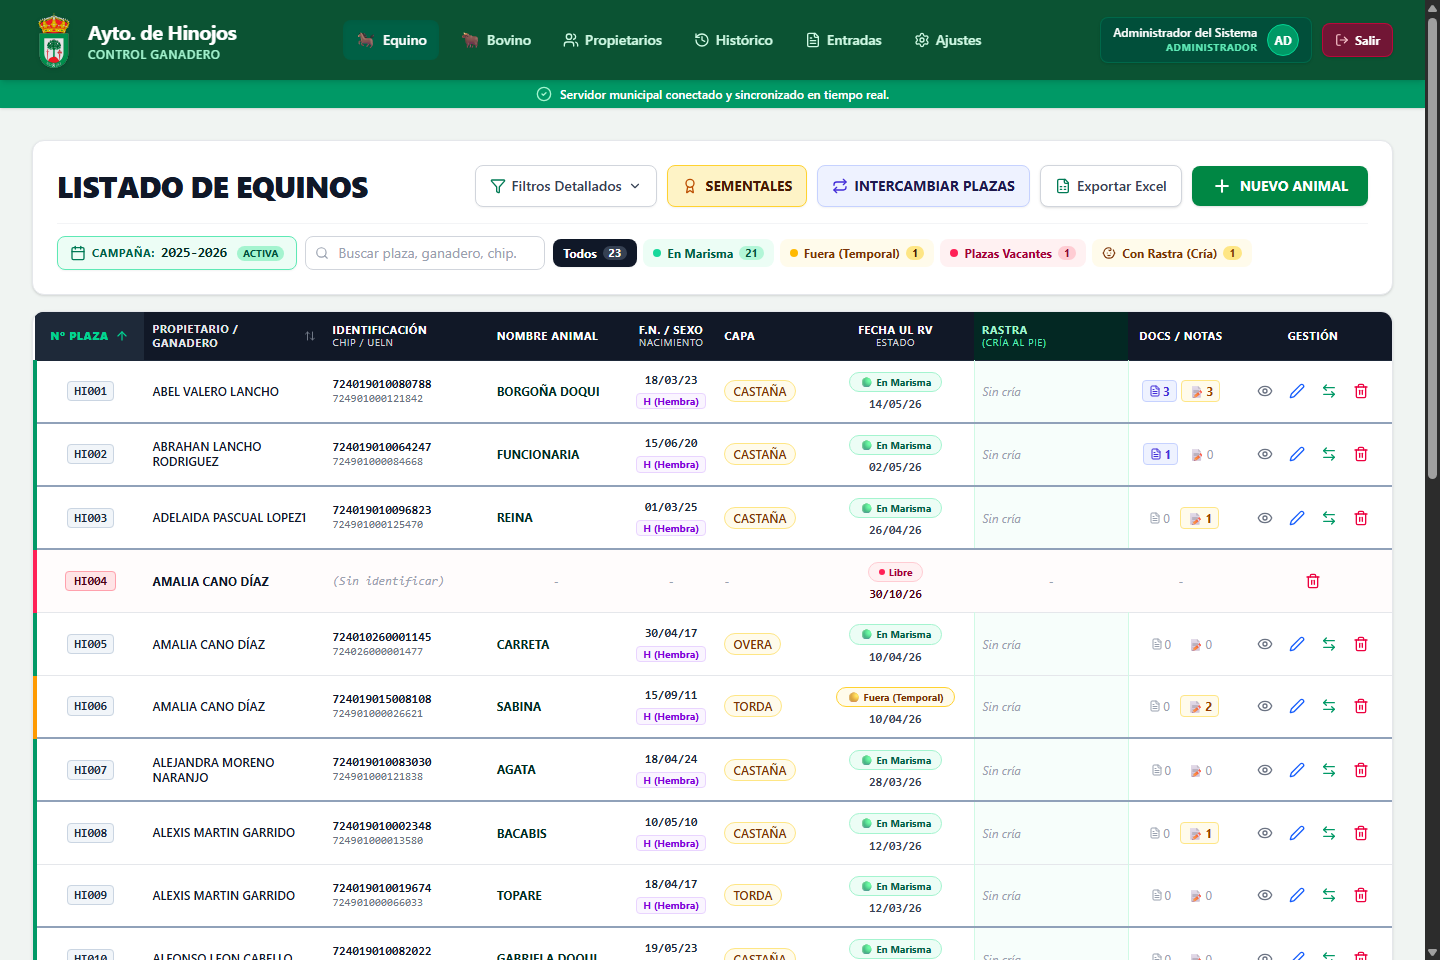 Ayto. de Hinojos
CONTROL GANADERO
Equino
Bovino
Propietarios
Histórico
Entradas
Ajustes
Administrador del Sistema
ADMINISTRADOR
AD
Salir
Servidor municipal conectado y sincronizado en tiempo real.
LISTADO DE EQUINOS
Filtros Detallados
SEMENTALES
INTERCAMBIAR PLAZAS
Exportar Excel
NUEVO ANIMAL
CAMPAÑA: 2025-2026 ACTIVA
Buscar plaza, ganadero, chip.
Todos 23
En Marisma 21
Fuera (Temporal) 1
Plazas Vacantes 1
Con Rastra (Cría) 1
Nº PLAZA
PROPIETARIO / GANADERO
IDENTIFICACIÓN
CHIP / UELN
NOMBRE ANIMAL
F.N. / SEXO
NACIMIENTO
CAPA
FECHA UL RV
ESTADO
RASTRA
(CRÍA AL PIE)
DOCS / NOTAS
GESTIÓN
HI001
ABEL VALERO LANCHO
724019010080788
724901000121842
BORGOÑA DOQUI
18/03/23
H (Hembra)
CASTAÑA
En Marisma
14/05/26
Sin cría
3
3
HI002
ABRAHAN LANCHO
RODRIGUEZ
724019010064247
724901000084668
FUNCIONARIA
15/06/20
H (Hembra)
CASTAÑA
En Marisma
02/05/26
Sin cría
1
0
HI003
ADELAIDA PASCUAL LOPEZ1
724019010096823
724901000125470
REINA
01/03/25
H (Hembra)
CASTAÑA
En Marisma
26/04/26
Sin cría
0
1
HI004
AMALIA CANO DÍAZ
(Sin identificar)
-
-
-
Libre
30/10/26
-
-
HI005
AMALIA CANO DÍAZ
724010260001145
724026000001477
CARRETA
30/04/17
H (Hembra)
OVERA
En Marisma
10/04/26
Sin cría
0
0
HI006
AMALIA CANO DÍAZ
724019015008108
724901000026621
SABINA
15/09/11
H (Hembra)
TORDA
Fuera (Temporal)
10/04/26
Sin cría
0
2
HI007
ALEJANDRA MORENO
NARANJO
724019010083030
724901000121838
AGATA
18/04/24
H (Hembra)
CASTAÑA
En Marisma
28/03/26
Sin cría
0
0
HI008
ALEXIS MARTIN GARRIDO
724019010002348
724901000013580
BACABIS
10/05/10
H (Hembra)
CASTAÑA
En Marisma
12/03/26
Sin cría
0
1
HI009
ALEXIS MARTIN GARRIDO
724019010019674
724901000066033
TOPARE
18/04/17
H (Hembra)
TORDA
En Marisma
12/03/26
Sin cría
0
0
HI010
ALFONSO LEON CABELLO
724019010082022
GABRIELA DOQUI
19/05/23
CASTAÑA
En Marisma
Sin cría
0
0